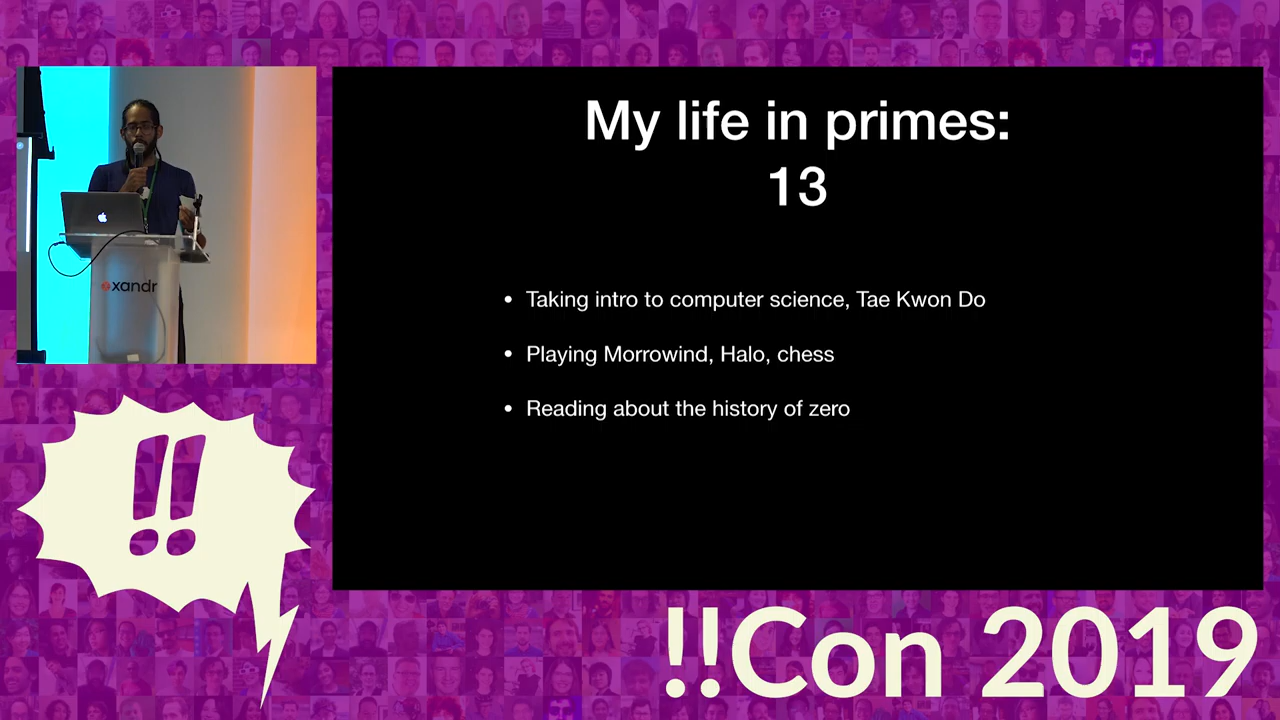 My life in primes:
13
• Taking intro to computer science, Tae Kwon Do
• Playing Morrowind, Halo, chess
• Reading about the history of zero
xandr
!!
!!Con 2019